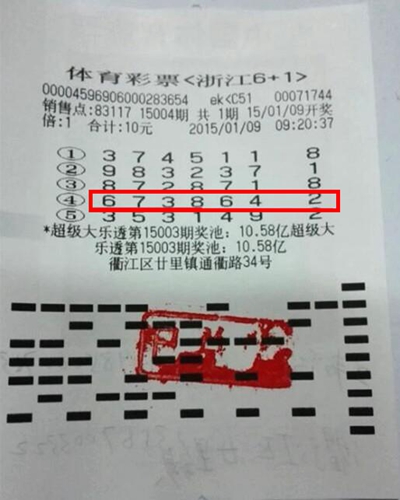 体育彩票<浙江6+1>
00004596906000283654 ek<C51 00071744
销售点:83117 15004期 共1期 15/01/09开奖
倍:1 合计:10元 2015/01/09 09:20:37
① 3 7 4 5 1 1 8
② 9 8 3 2 3 7 1
③ 8 7 2 8 7 1 8
④ 6 7 3 8 6 4 2
⑤ 3 5 3 1 4 9 2
*超级大乐透第15003期奖池: 10.58亿超级大
乐透第15003期奖池: 10.58亿
衢江区廿里镇通衢路34号